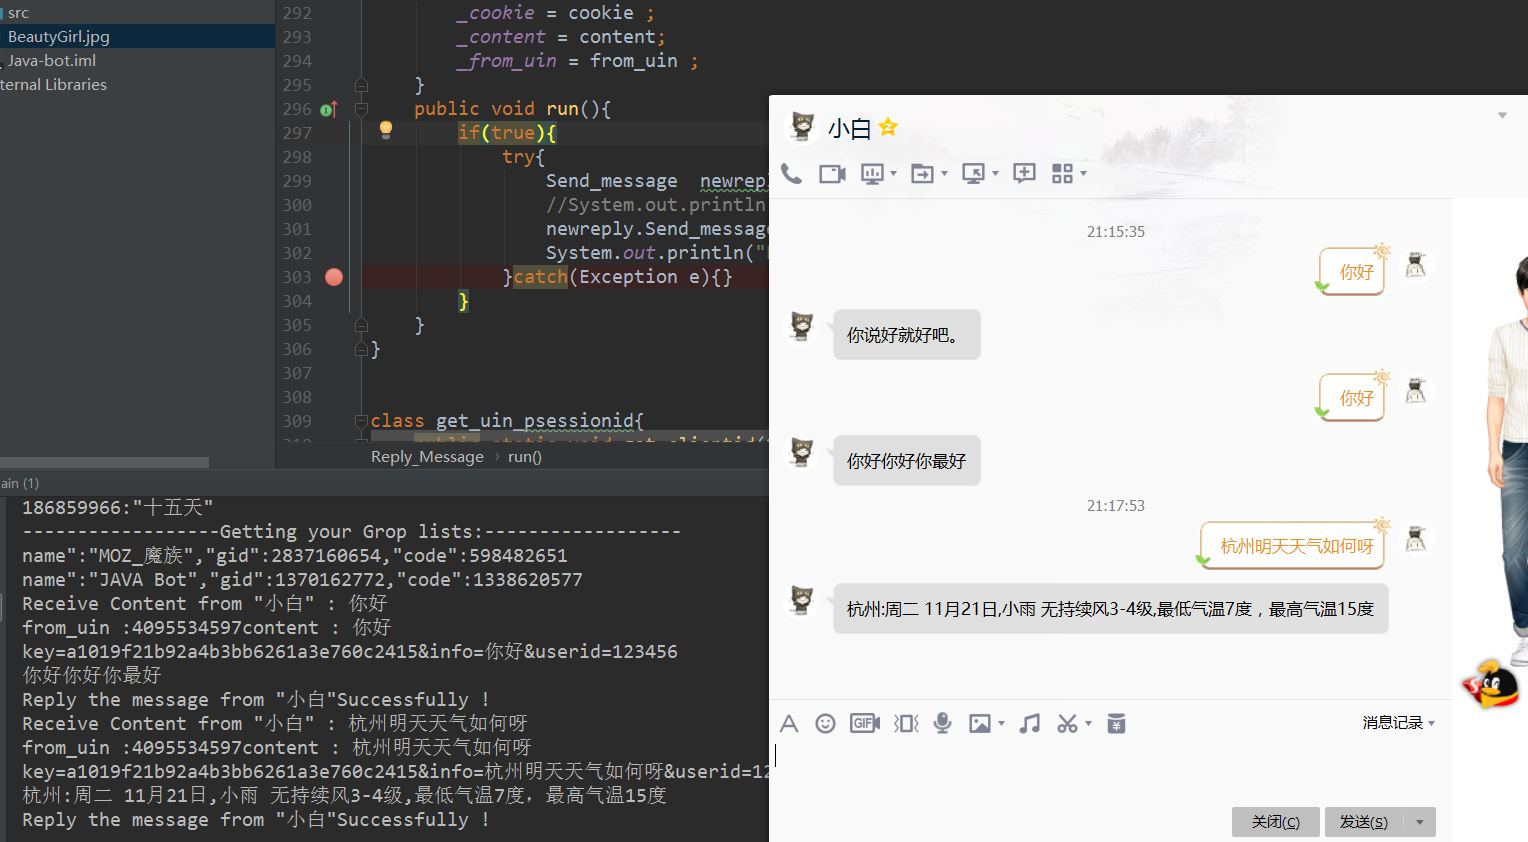 src
BeautyGirl.jpg
Java-bot.iml
ternal Libraries
292 _cookie = cookie ;
293 _content = content;
294 _from_uin = from_uin ;
295 }
296 public void run(){
297 if(true){
298 try{
299 Send_message newrepl
300 //System.out.println
301 newreply.Send_message
302 System.out.println("
303 }catch(Exception e){}
304 }
305 }
306 }
307
308
309 class get_uin_psessionid{
Reply_Message › run()
ain (1)
186859966:"十五天"
------------------Getting your Grop lists:------------------
name":"MOZ_魔族","gid":2837160654,"code":598482651
name":"JAVA Bot","gid":1370162772,"code":1338620577
Receive Content from "小白" : 你好
from_uin :4095534597content : 你好
key=a1019f21b92a4b3bb6261a3e760c2415&info=你好&userid=123456
你好你好你最好
Reply the message from "小白"Successfully !
Receive Content from "小白" : 杭州明天天气如何呀
from_uin :4095534597content : 杭州明天天气如何呀
key=a1019f21b92a4b3bb6261a3e760c2415&info=杭州明天天气如何呀&userid=12
杭州:周二 11月21日,小雨 无持续风3-4级,最低气温7度，最高气温15度
Reply the message from "小白"Successfully !
小白
21:15:35
你好
你说好就好吧。
你好
你好你好你最好
21:17:53
杭州明天天气如何呀
杭州:周二 11月21日,小雨 无持续风3-4级,最低气温7度，最高气温15度
GIF
消息记录
关闭(C)
发送(S)